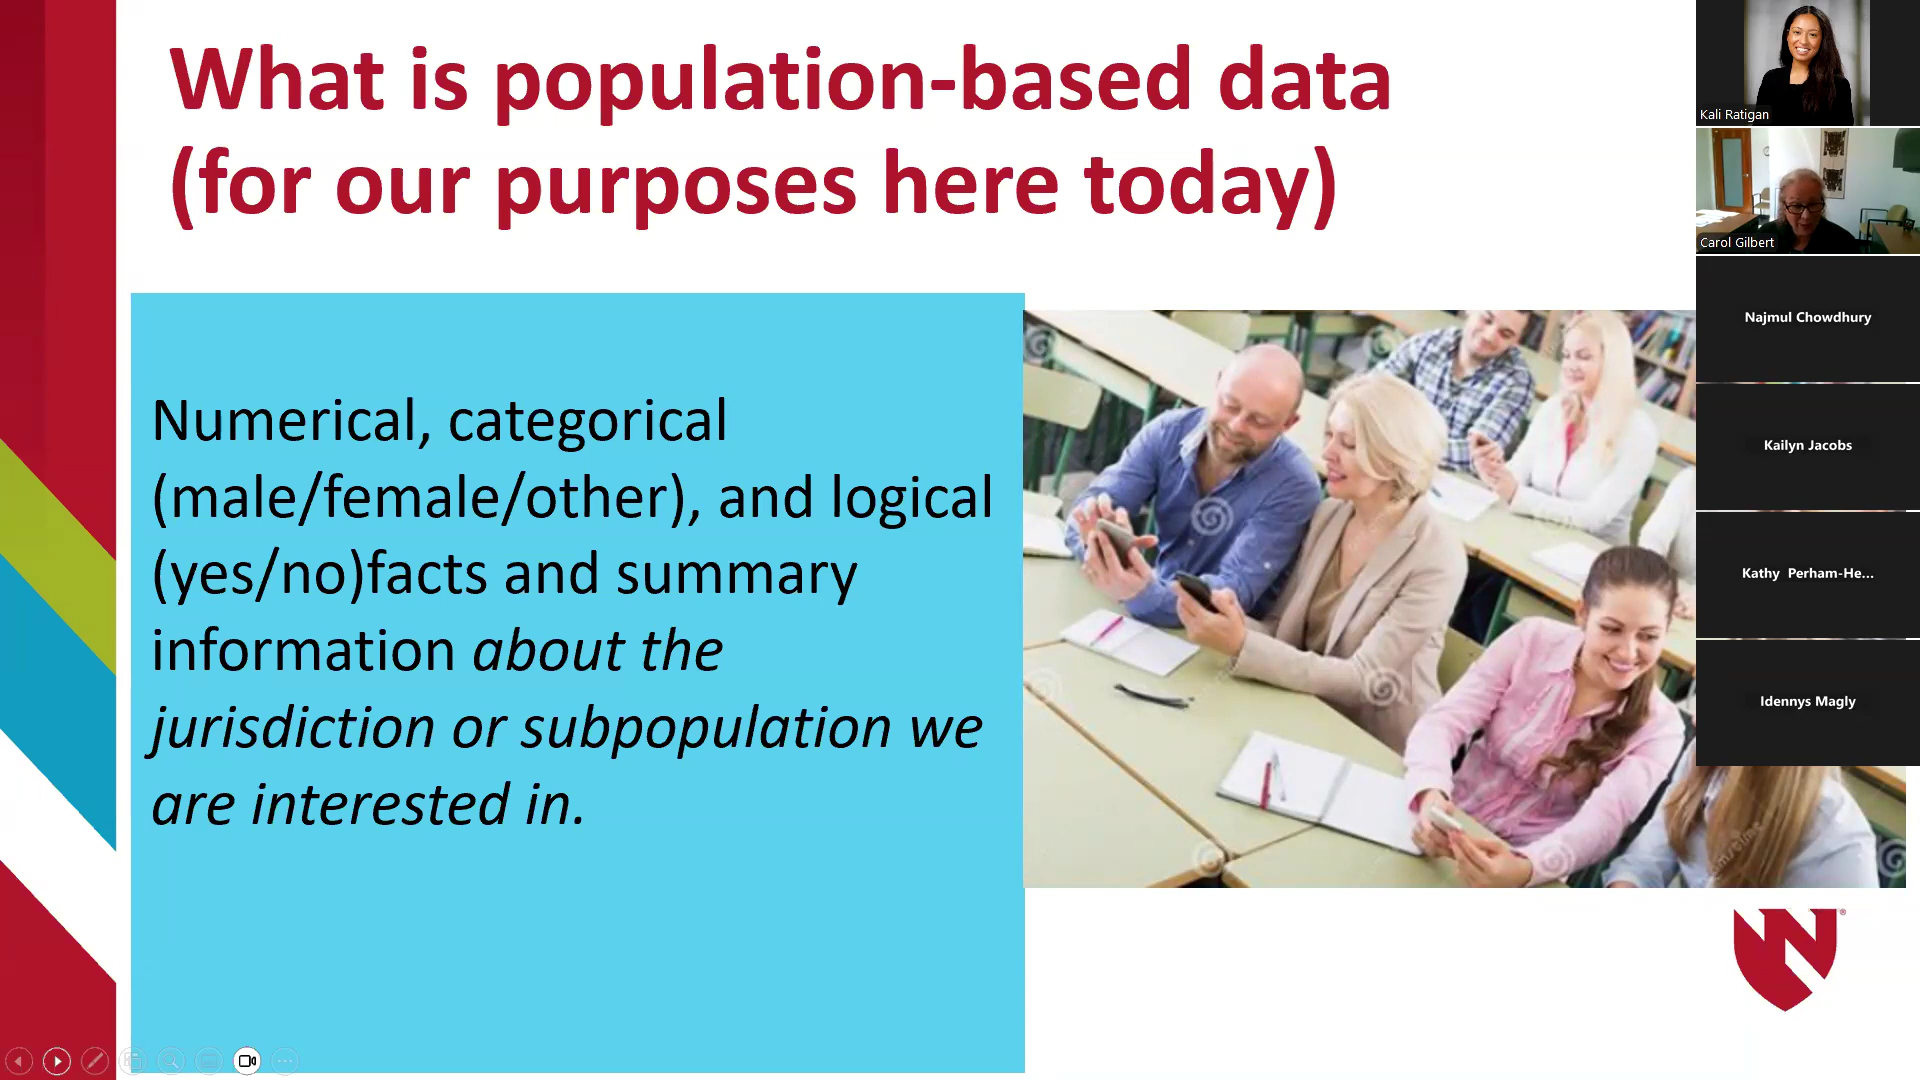 What is population-based data
(for our purposes here today)
Numerical, categorical
(male/female/other), and logical
(yes/no)facts and summary
information about the
jurisdiction or subpopulation we
are interested in.
Kali Ratigan
Carol Gilbert
Najmul Chowdhury
Kailyn Jacobs
Kathy Perham-He...
Idennys Magly